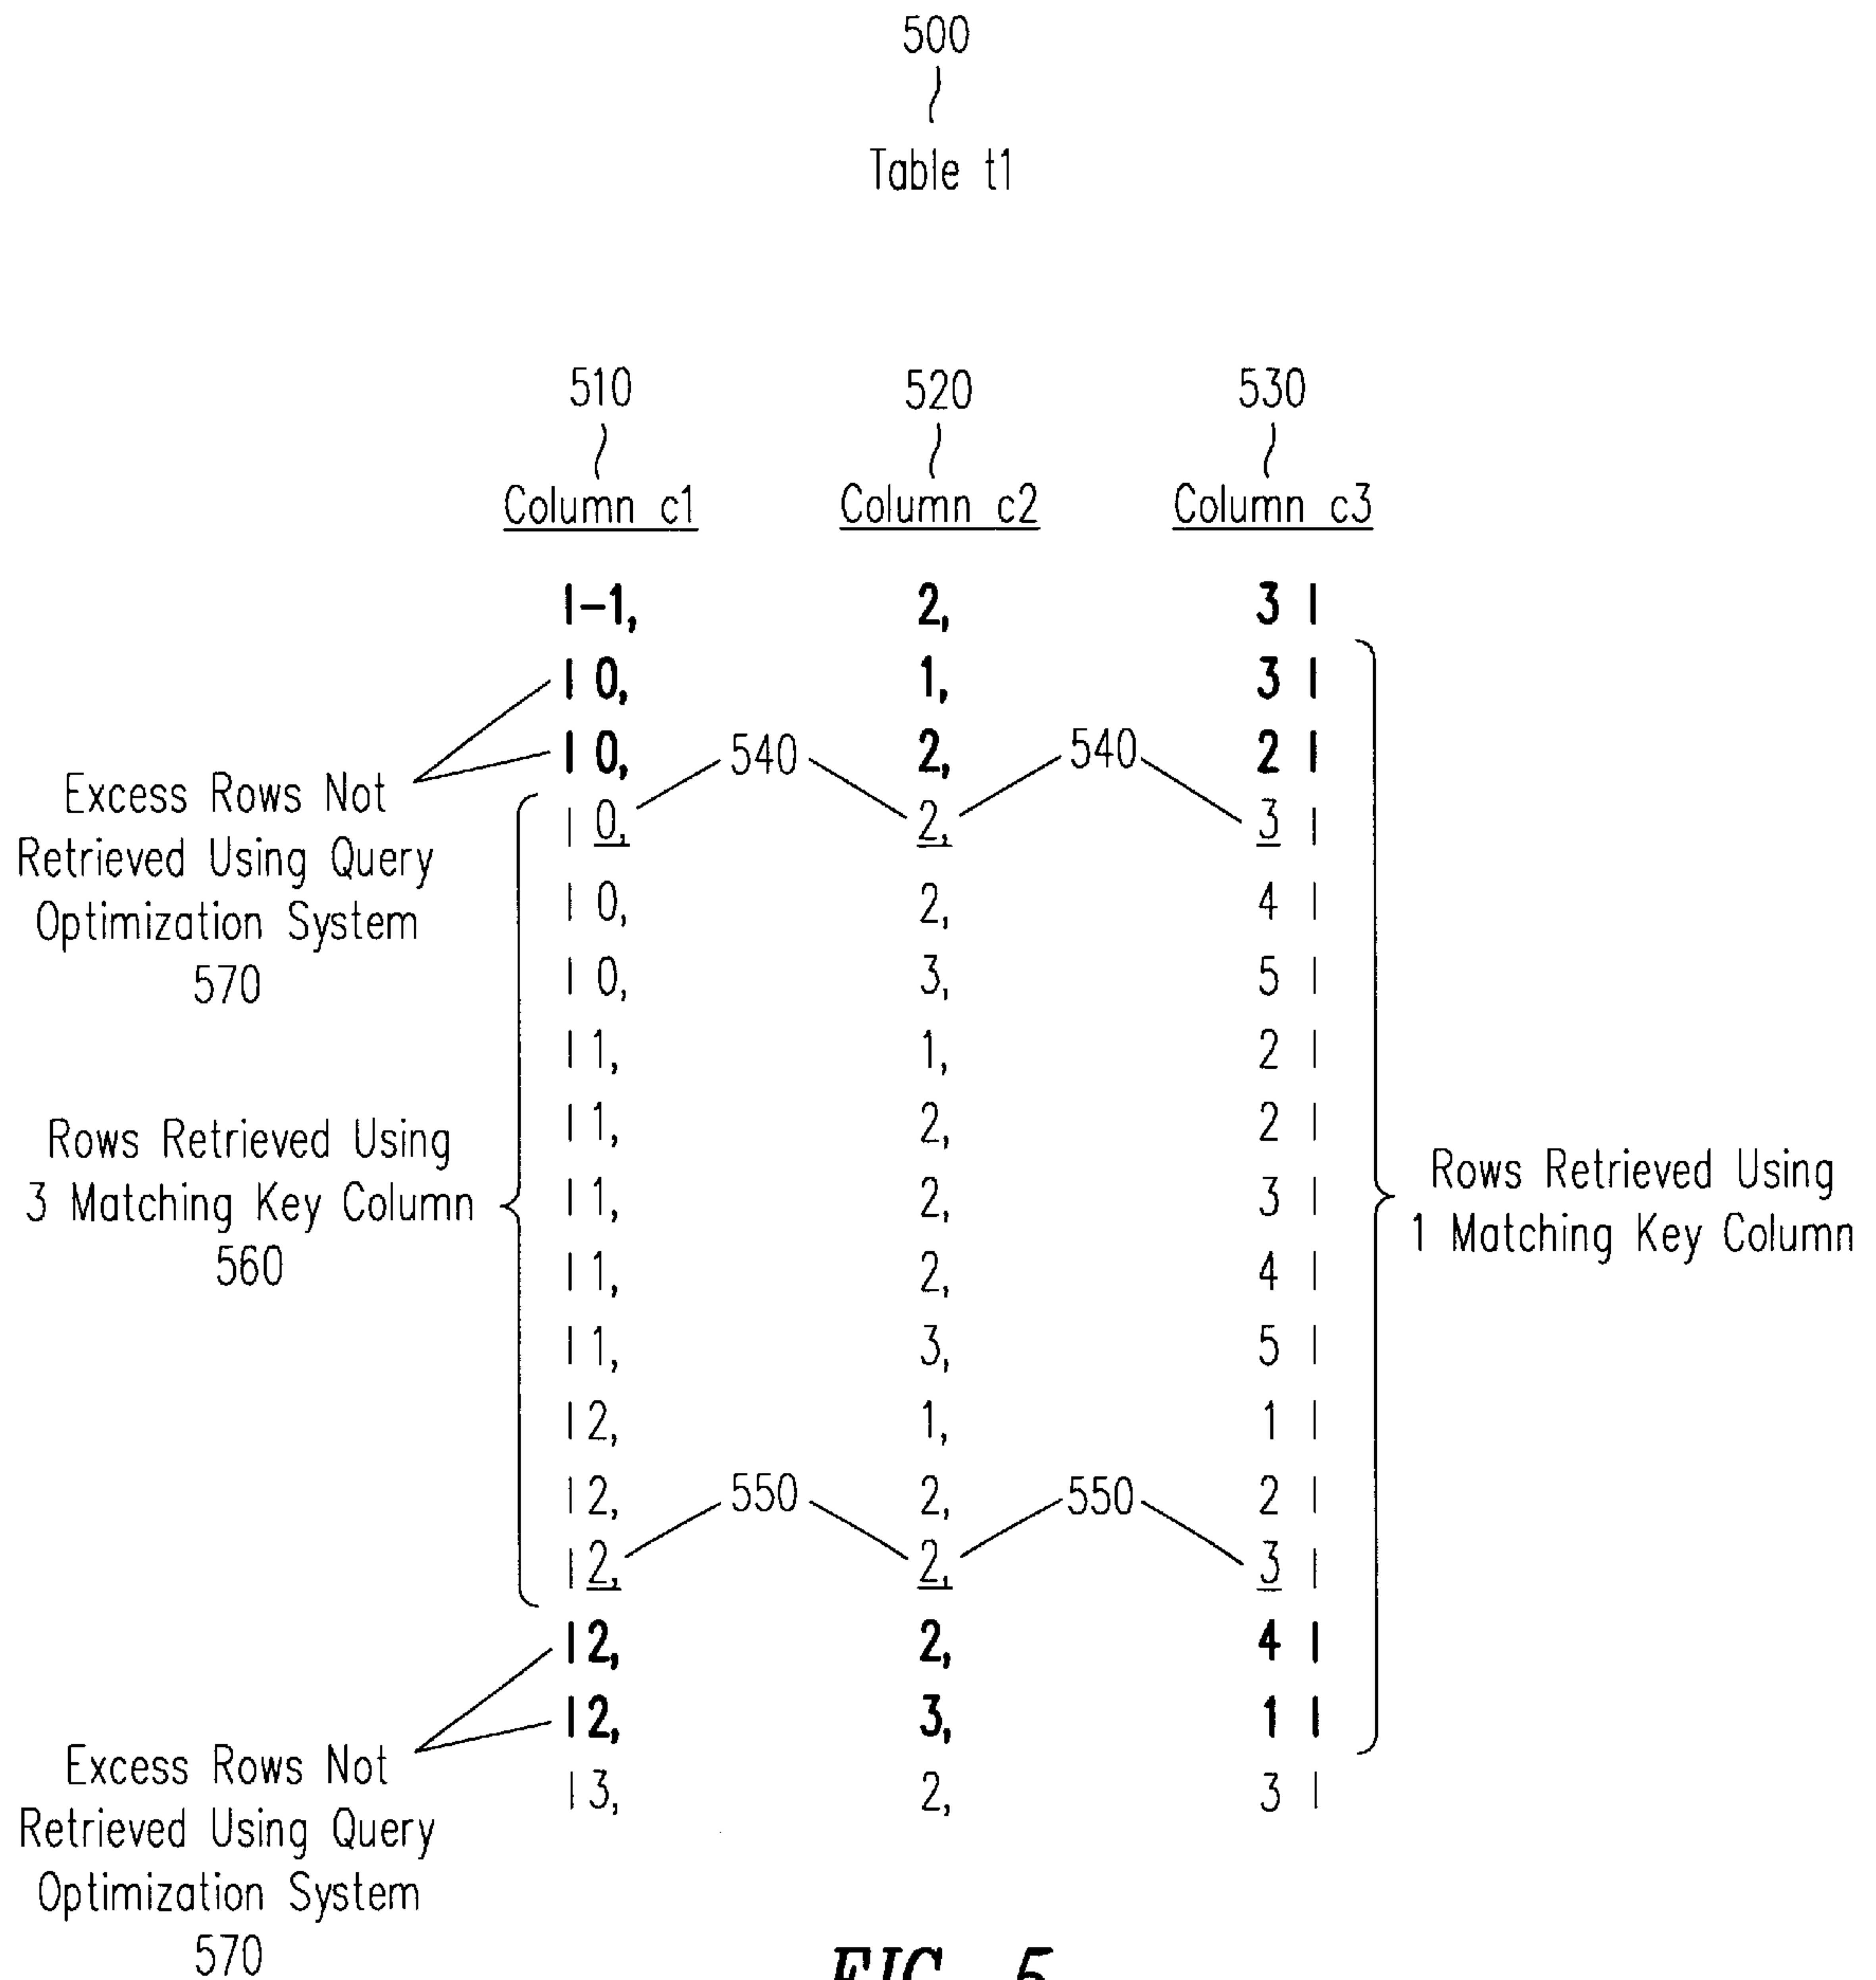 500
Table t1
510 520 530
Column c1 Column c2 Column c3
|-1, 2, 3 |
| 0, 1, 3 |
| 0, 2, 2 |
540 540
| 0, 2, 3 |
| 0, 2, 4 |
| 0, 3, 5 |
| 1, 1, 2 |
| 1, 2, 2 |
| 1, 2, 3 |
| 1, 2, 4 |
| 1, 3, 5 |
| 2, 1, 1 |
| 2, 2, 2 |
550 550
| 2, 2, 3 |
| 2, 2, 4 |
| 2, 3, 1 |
| 3, 2, 3 |
Excess Rows Not
Retrieved Using Query
Optimization System
570
Rows Retrieved Using
3 Matching Key Column
560
Rows Retrieved Using
1 Matching Key Column
Excess Rows Not
Retrieved Using Query
Optimization System
570
FIG. 5